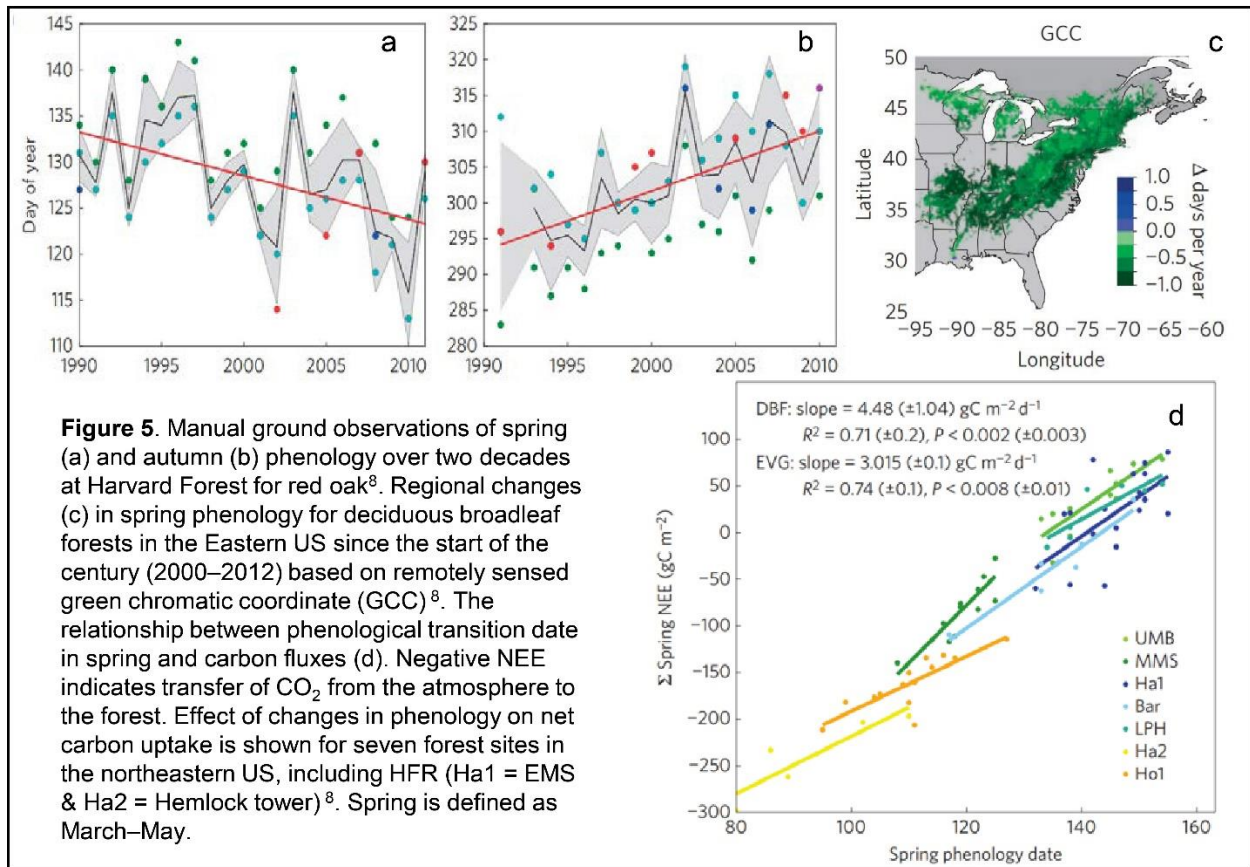 a
145
140
135
130
125
120
115
110
Day of year
1990
1995
2000
2005
2010
b
325
320
315
310
305
300
295
290
285
280
1990
1995
2000
2005
2010
GCC
c
50
45
40
35
30
25
Latitude
−95 −90 −85 −80 −75 −70 −65 −60
Longitude
1.0
0.5
0.0
−0.5
−1.0
Δ days per year
Figure 5. Manual ground observations of spring
(a) and autumn (b) phenology over two decades
at Harvard Forest for red oak⁸. Regional changes
(c) in spring phenology for deciduous broadleaf
forests in the Eastern US since the start of the
century (2000–2012) based on remotely sensed
green chromatic coordinate (GCC) ⁸. The
relationship between phenological transition date
in spring and carbon fluxes (d). Negative NEE
indicates transfer of CO₂ from the atmosphere to
the forest. Effect of changes in phenology on net
carbon uptake is shown for seven forest sites in
the northeastern US, including HFR (Ha1 = EMS
& Ha2 = Hemlock tower) ⁸. Spring is defined as
March–May.
DBF: slope = 4.48 (±1.04) gC m⁻² d⁻¹
R² = 0.71 (±0.2), P < 0.002 (±0.003)
EVG: slope = 3.015 (±0.1) gC m⁻² d⁻¹
R² = 0.74 (±0.1), P < 0.008 (±0.01)
d
100
50
0
−50
−100
−150
−200
−250
−300
Σ Spring NEE (gC m⁻²)
UMB
MMS
Ha1
Bar
LPH
Ha2
Ho1
80
100
120
140
160
Spring phenology date